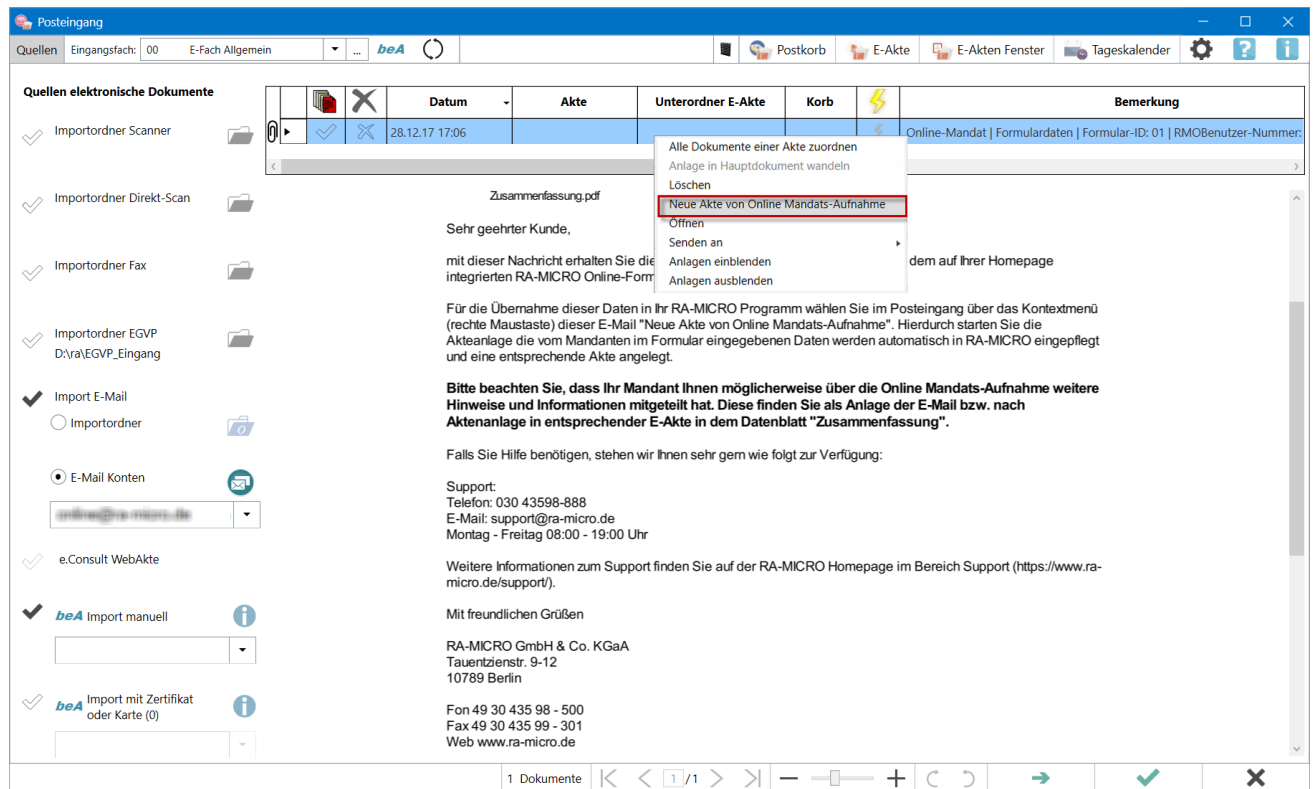 Posteingang
Quellen Eingangsfach: 00 E-Fach Allgemein ... beA Postkorb E-Akte E-Akten Fenster Tageskalender ? i
Quellen elektronische Dokumente
Importordner Scanner
Importordner Direkt-Scan
Importordner Fax
Importordner EGVP
D:\ra\EGVP_Eingang
Import E-Mail
Importordner
E-Mail Konten
e.Consult WebAkte
beA Import manuell
beA Import mit Zertifikat
oder Karte (0)
Datum Akte Unterordner E-Akte Korb Bemerkung
28.12.17 17:06 Online-Mandat | Formulardaten | Formular-ID: 01 | RMOBenutzer-Nummer:
Alle Dokumente einer Akte zuordnen
Anlage in Hauptdokument wandeln
Löschen
Neue Akte von Online Mandats-Aufnahme
Öffnen
Senden an
Anlagen einblenden
Anlagen ausblenden
Zusammenfassung.pdf
Sehr geehrter Kunde,
mit dieser Nachricht erhalten Sie die dem auf Ihrer Homepage
integrierten RA-MICRO Online-Form
Für die Übernahme dieser Daten in Ihr RA-MICRO Programm wählen Sie im Posteingang über das Kontextmenü
(rechte Maustaste) dieser E-Mail "Neue Akte von Online Mandats-Aufnahme". Hierdurch starten Sie die
Akteanlage die vom Mandanten im Formular eingegebenen Daten werden automatisch in RA-MICRO eingepflegt
und eine entsprechende Akte angelegt.
Bitte beachten Sie, dass Ihr Mandant Ihnen möglicherweise über die Online Mandats-Aufnahme weitere
Hinweise und Informationen mitgeteilt hat. Diese finden Sie als Anlage der E-Mail bzw. nach
Aktenanlage in entsprechender E-Akte in dem Datenblatt "Zusammenfassung".
Falls Sie Hilfe benötigen, stehen wir Ihnen sehr gern wie folgt zur Verfügung:
Support:
Telefon: 030 43598-888
E-Mail: support@ra-micro.de
Montag - Freitag 08:00 - 19:00 Uhr
Weitere Informationen zum Support finden Sie auf der RA-MICRO Homepage im Bereich Support (https://www.ra-
micro.de/support/).
Mit freundlichen Grüßen
RA-MICRO GmbH & Co. KGaA
Tauentzienstr. 9-12
10789 Berlin
Fon 49 30 435 98 - 500
Fax 49 30 435 99 - 301
Web www.ra-micro.de
1 Dokumente 1 /1